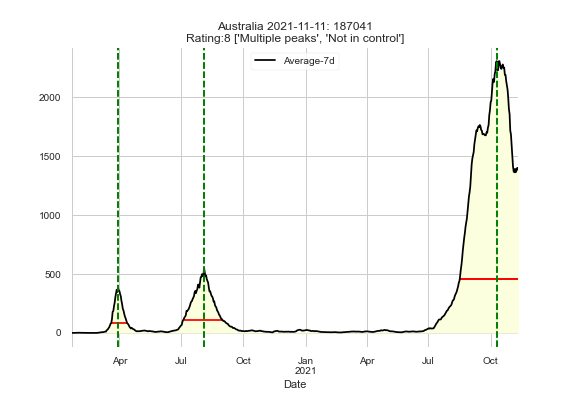 Australia 2021-11-11: 187041
Rating:8 ['Multiple peaks', 'Not in control']
Average-7d
2000
1500
1000
500
0
Apr Jul Oct Jan Apr Jul Oct
2021
Date